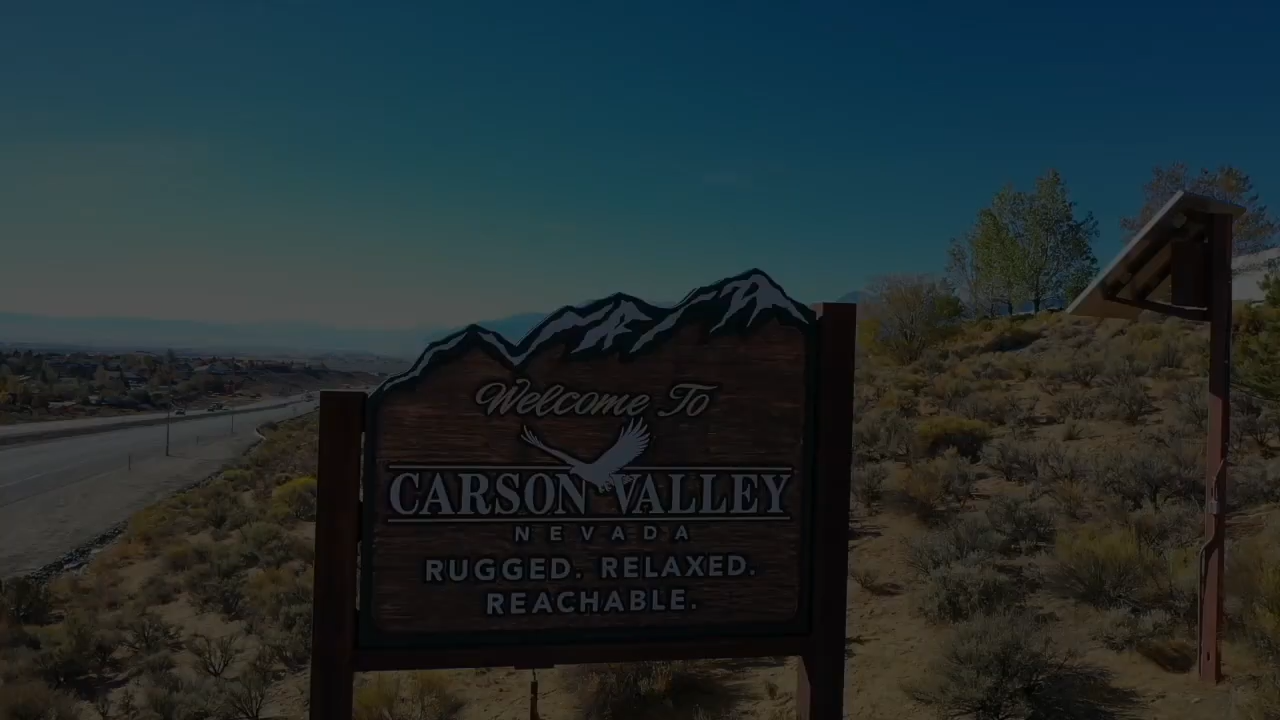 Welcome To
CARSON VALLEY
NEVADA
RUGGED. RELAXED.
REACHABLE.